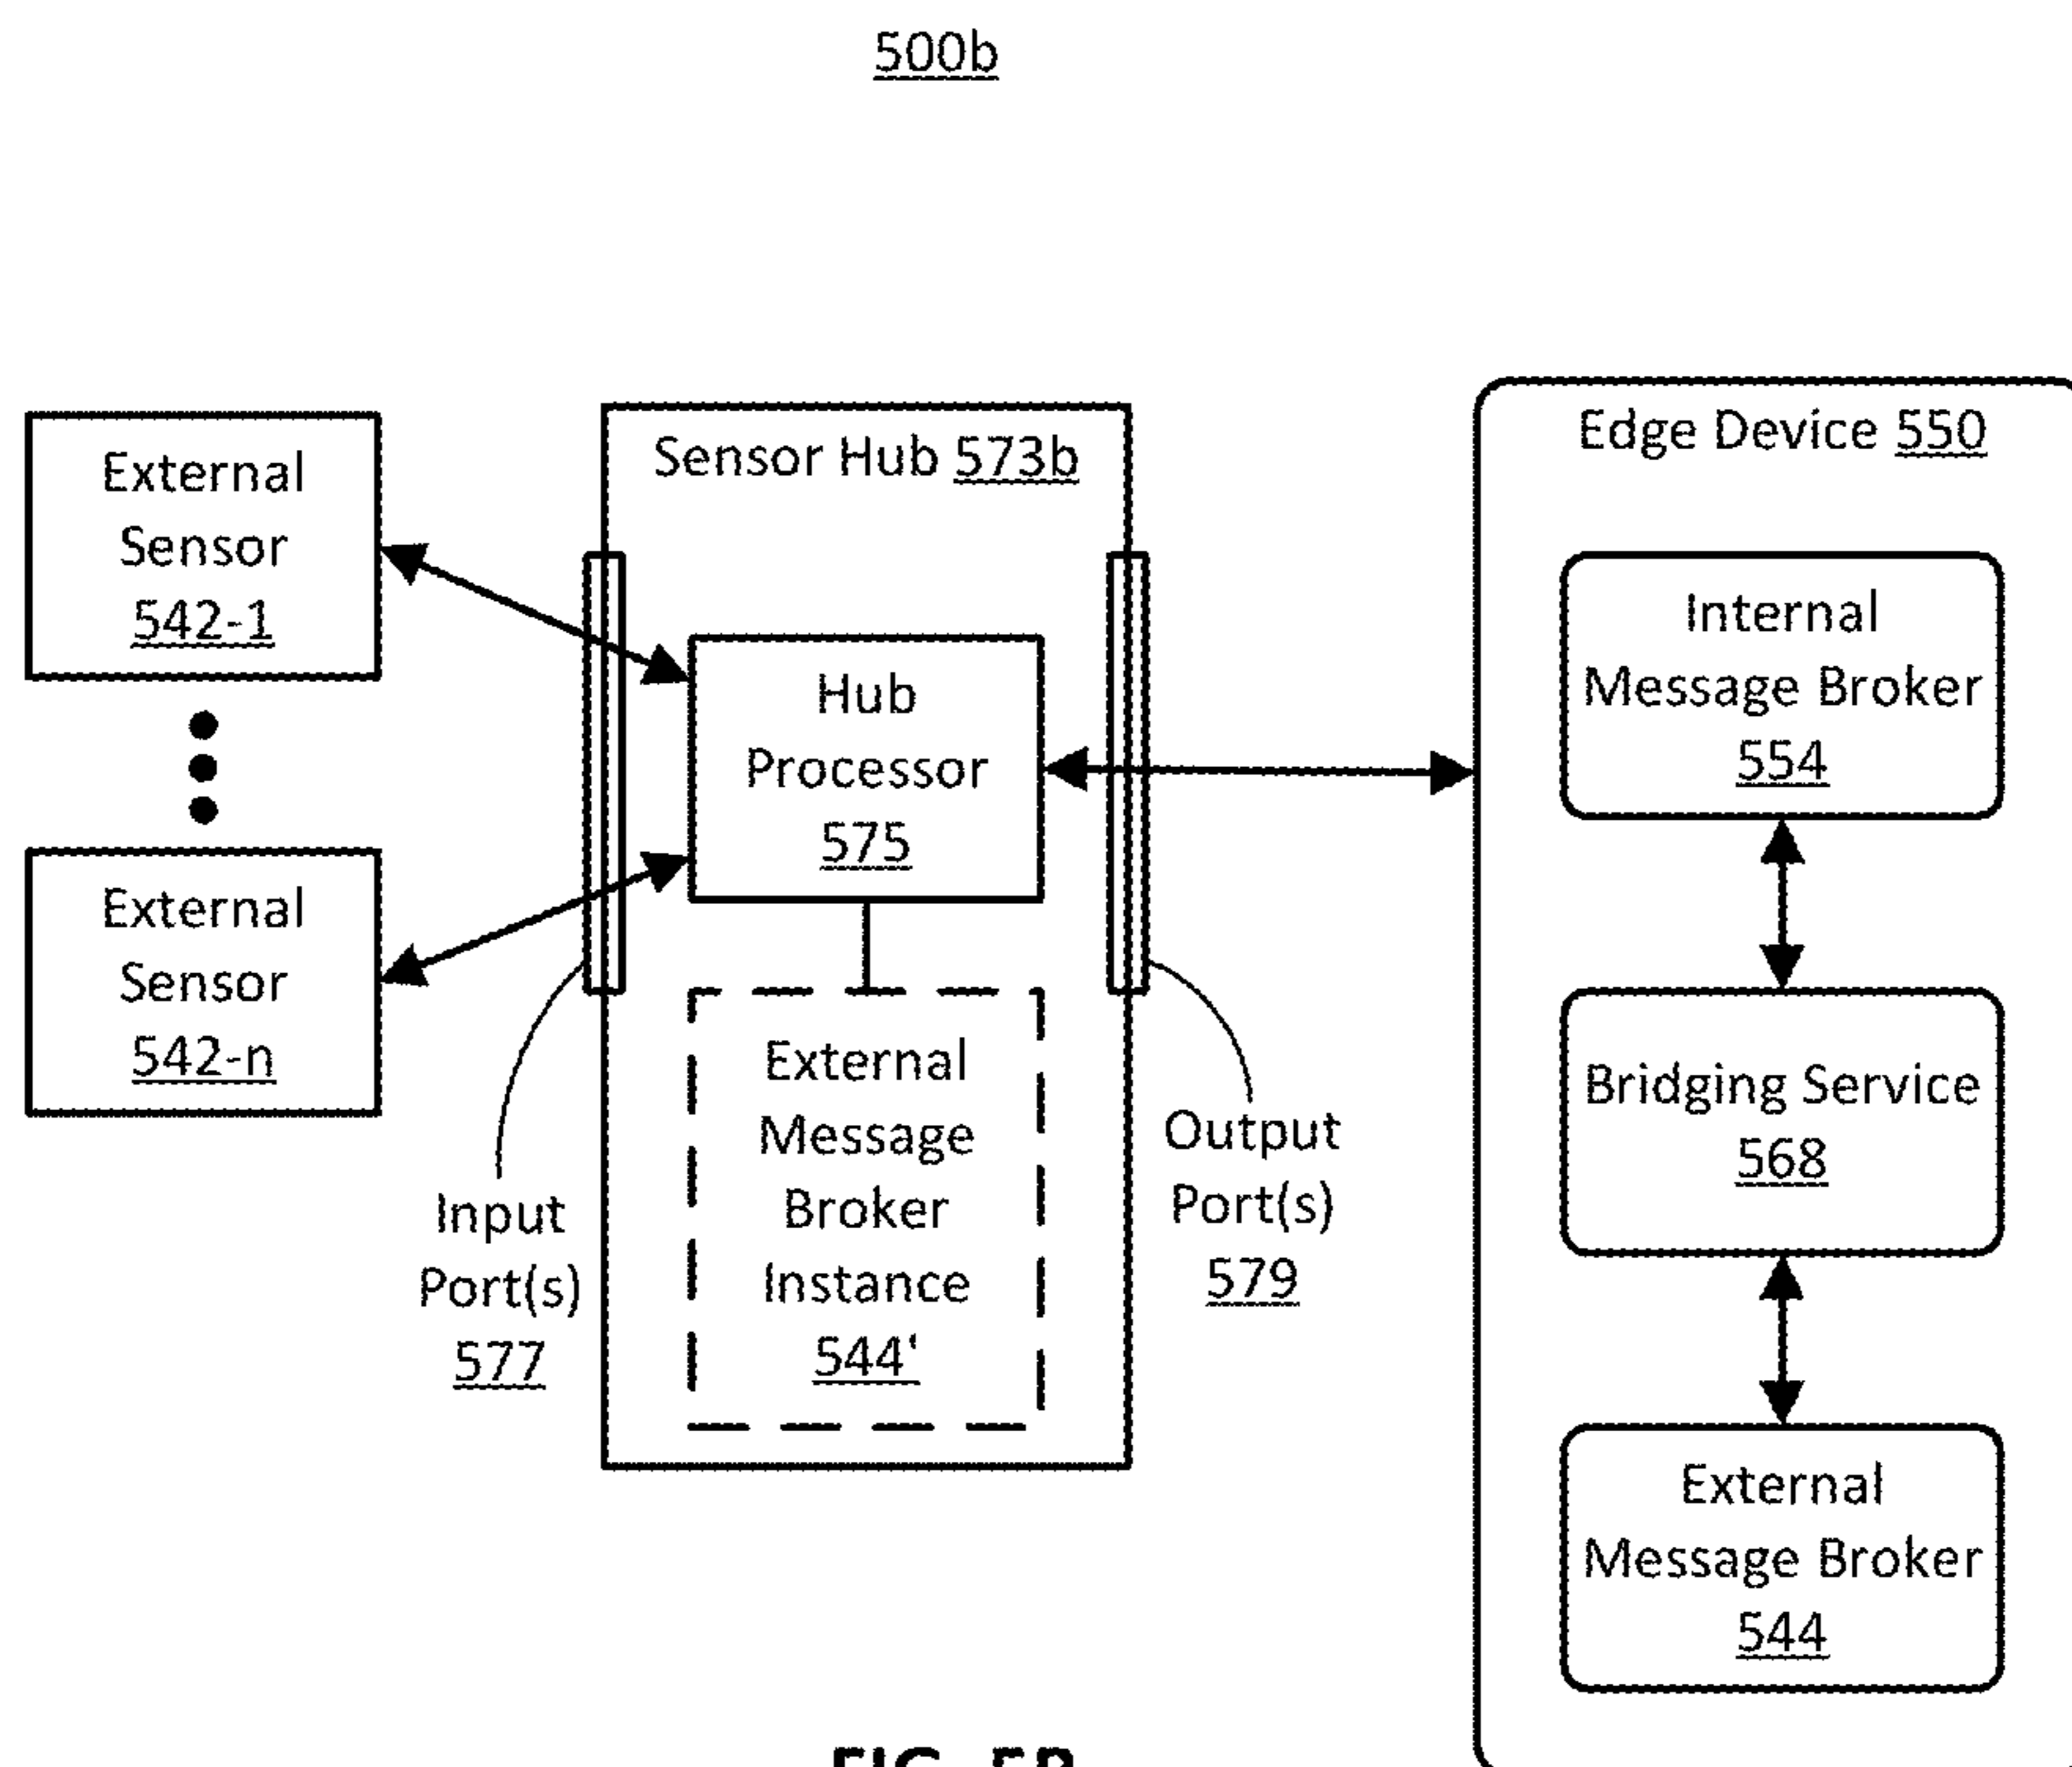 500b
External
Sensor
542-1
External
Sensor
542-n
Sensor Hub 573b
Hub
Processor
575
External
Message
Broker
Instance
544'
Input
Port(s)
577
Output
Port(s)
579
Edge Device 550
Internal
Message Broker
554
Bridging Service
568
External
Message Broker
544
FIG. 5B